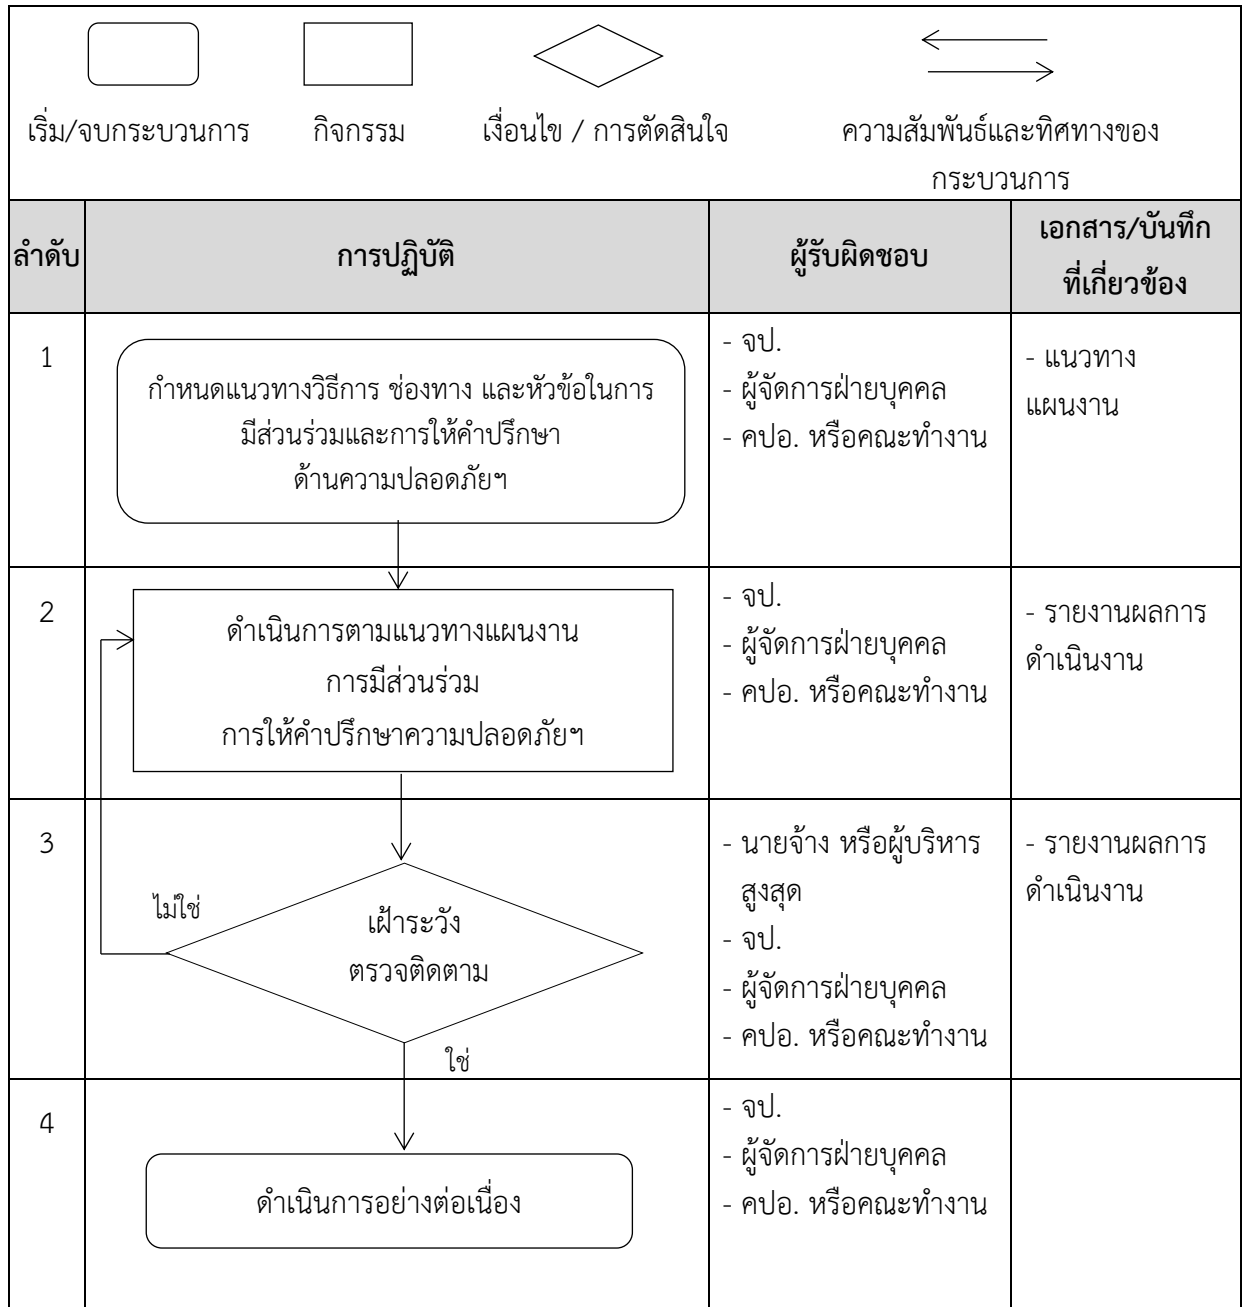 เริ่ม/จบกระบวนการ
กิจกรรม
เงื่อนไข / การตัดสินใจ
ความสัมพันธ์และทิศทางของ
กระบวนการ
ลำดับ
การปฏิบัติ
ผู้รับผิดชอบ
เอกสาร/บันทึก
ที่เกี่ยวข้อง
1
กำหนดแนวทางวิธีการ ช่องทาง และหัวข้อในการ
มีส่วนร่วมและการให้คำปรึกษา
ด้านความปลอดภัยฯ
- จป.
- ผู้จัดการฝ่ายบุคคล
- คปอ. หรือคณะทำงาน
- แนวทาง
แผนงาน
2
ดำเนินการตามแนวทางแผนงาน
การมีส่วนร่วม
การให้คำปรึกษาความปลอดภัยฯ
- จป.
- ผู้จัดการฝ่ายบุคคล
- คปอ. หรือคณะทำงาน
- รายงานผลการ
ดำเนินงาน
3
ไม่ใช่
เฝ้าระวัง
ตรวจติดตาม
ใช่
- นายจ้าง หรือผู้บริหาร
สูงสุด
- จป.
- ผู้จัดการฝ่ายบุคคล
- คปอ. หรือคณะทำงาน
- รายงานผลการ
ดำเนินงาน
4
ดำเนินการอย่างต่อเนื่อง
- จป.
- ผู้จัดการฝ่ายบุคคล
- คปอ. หรือคณะทำงาน